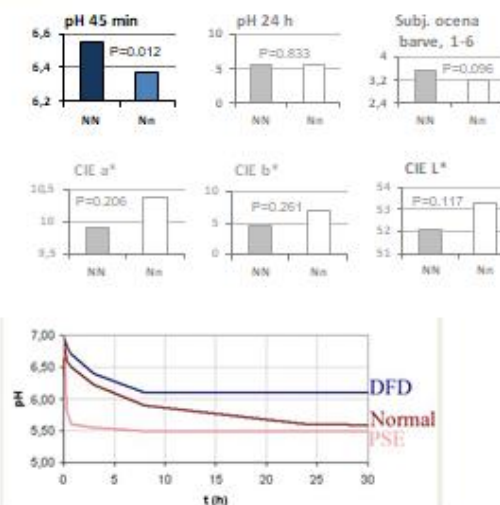 pH 45 min
6,6
6,4
6,2
P=0.012
NN Nn
pH 24 h
10
5
0
P=0.833
NN Nn
Subj. ocena
barve, 1-6
4
3,2
2,4
P=0.096
NN Nn
CIE a*
10,5
10
9,5
P=0.206
NN Nn
CIE b*
10
5
0
P=0.261
NN Nn
CIE L*
54
53
52
51
P=0.117
NN Nn
7,00
6,50
6,00
5,50
5,00
pH
DFD
Normal
PSE
0 5 10 15 20 25 30
t (h)